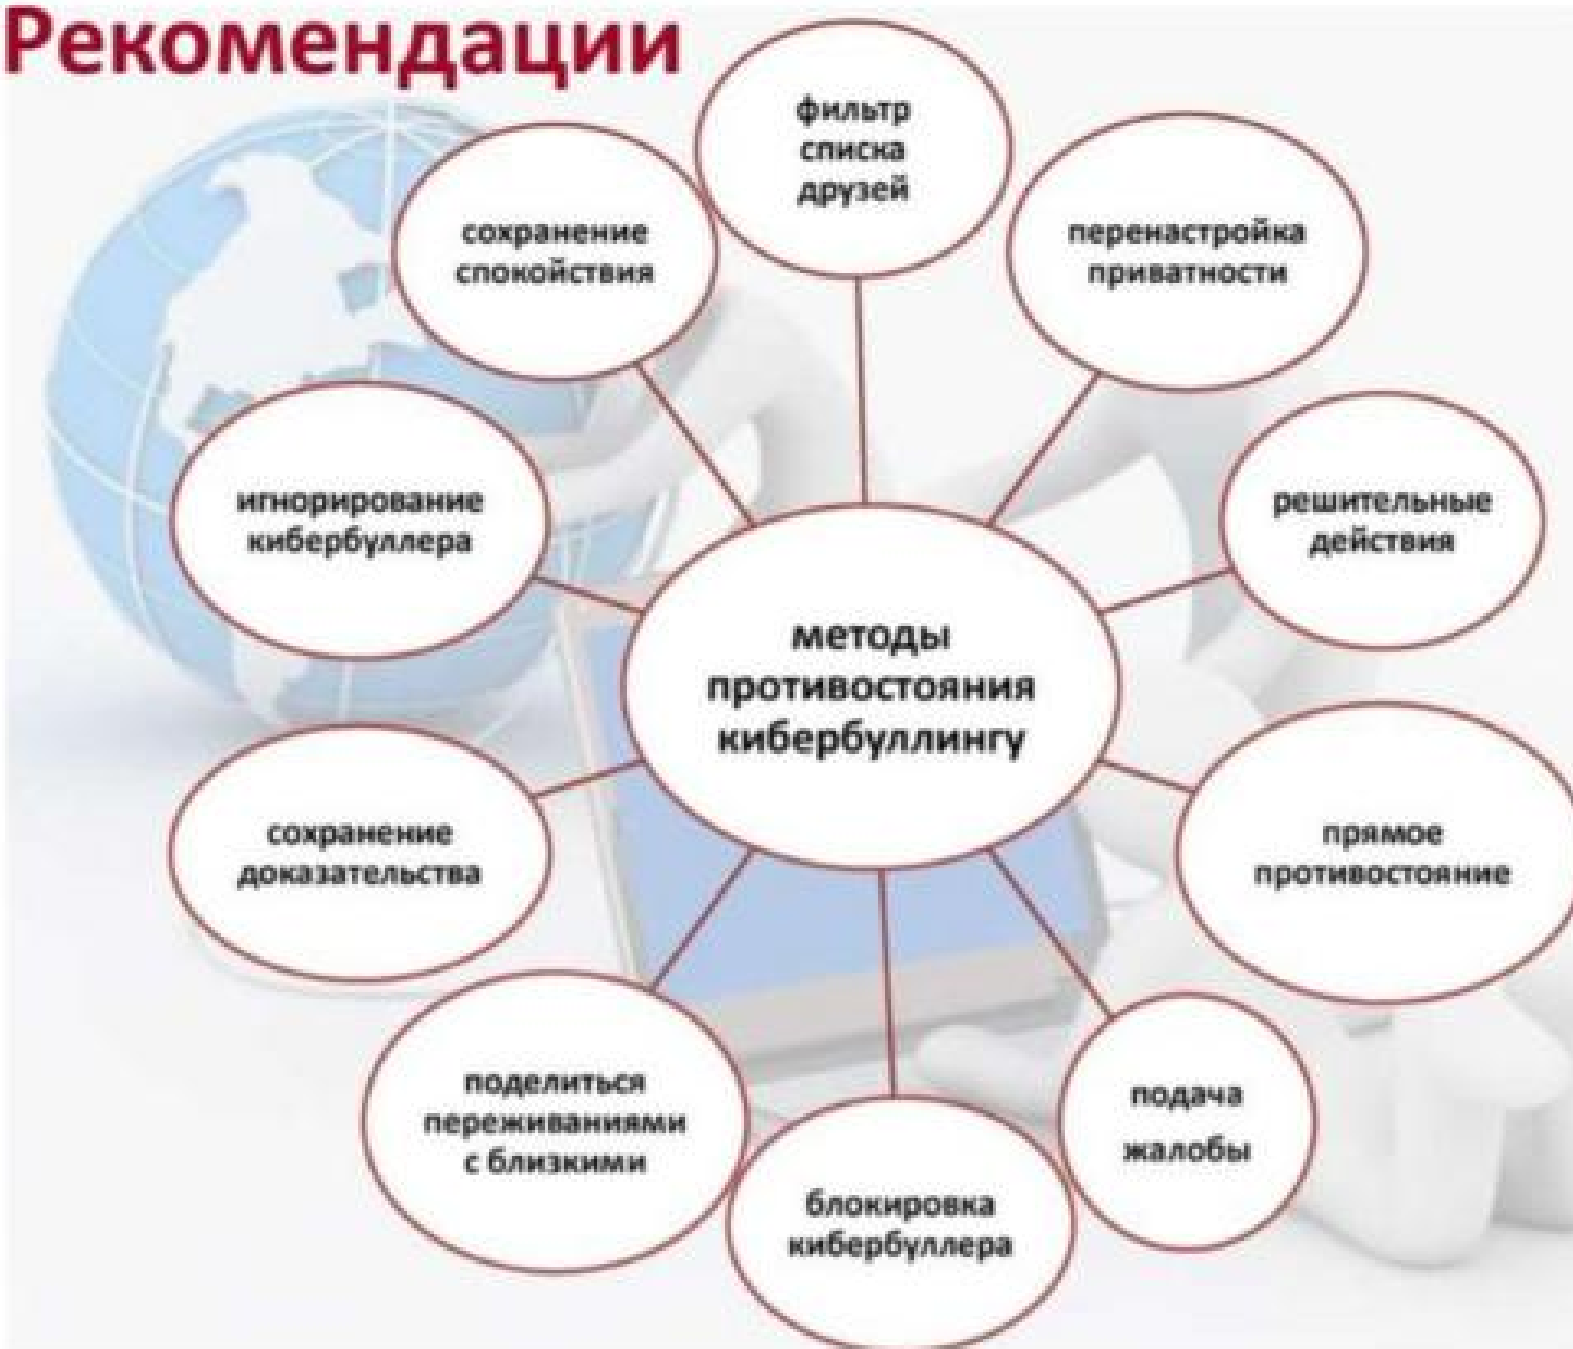 Рекомендации
фильтр
списка
друзей
перенастройка
приватности
решительные
действия
прямое
противостояние
подача
жалобы
блокировка
кибербуллера
поделиться
переживаниями
с близкими
сохранение
доказательства
игнорирование
кибербуллера
сохранение
спокойствия
методы
противостояния
кибербуллингу